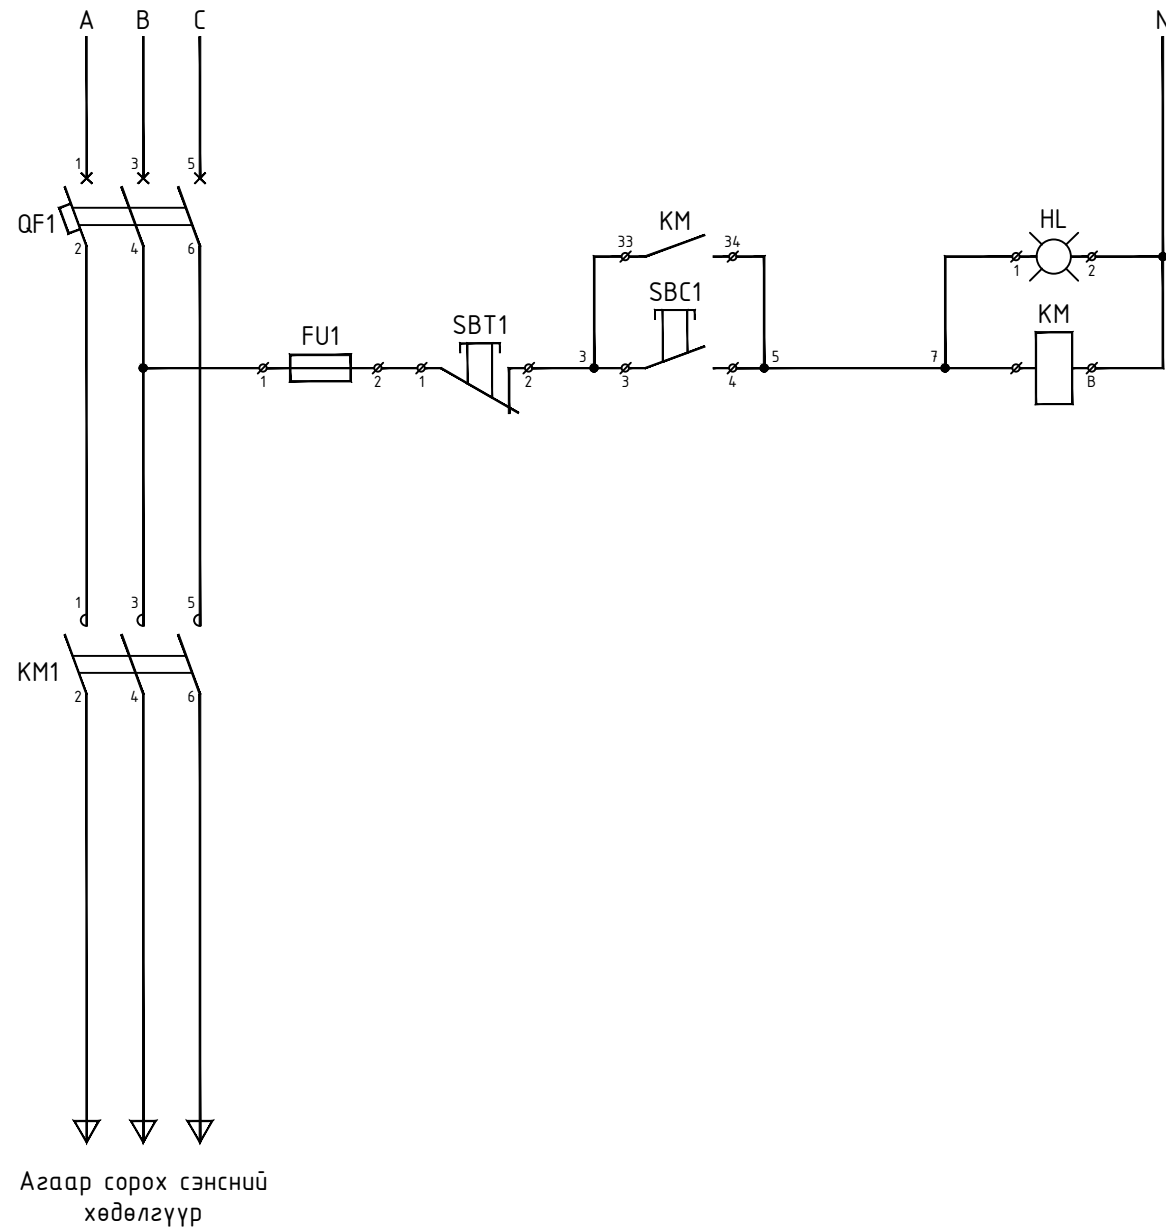 A B C N
1 3 5
QF1
2 4 6
KM
33 34
HL
1 2
SBC1
KM
SBT1
FU1
3 5 7
1 2 1 2 3 4 B
1 3 5
KM1
2 4 6
Агаар сорох сэнсний
хөдөлгүүр